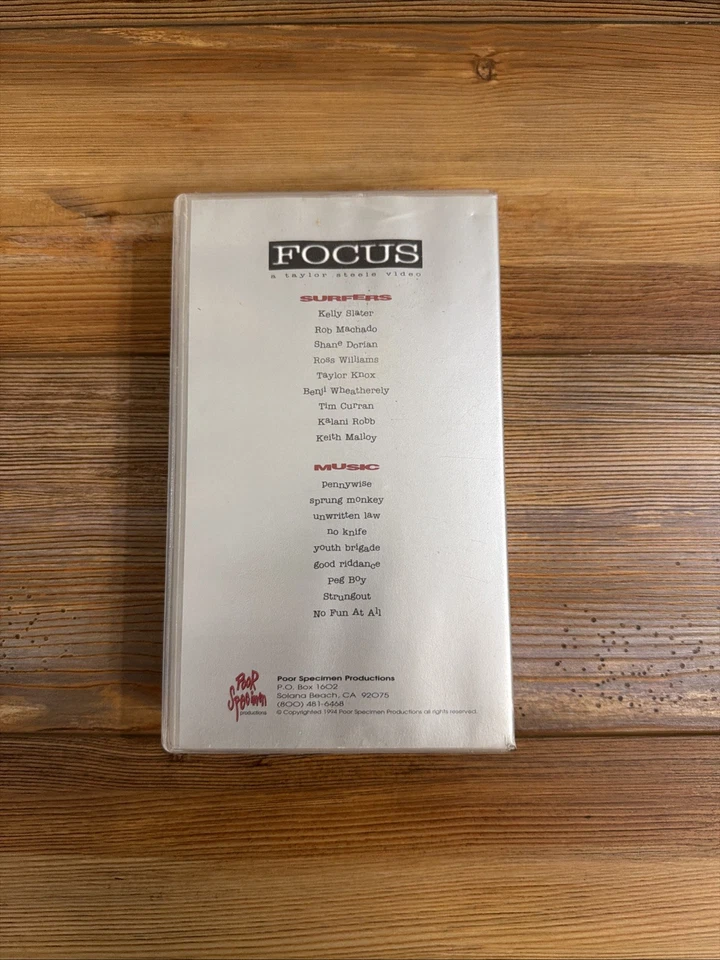 FOCUS
a taylor steele video
SURFERS
Kelly Slater
Rob Machado
Shane Dorian
Ross Williams
Taylor Knox
Benji Wheatherely
Tim Curran
Kalani Robb
Keith Malloy
MUSIC
pennywise
sprung monkey
unwritten law
no knife
youth brigade
good riddance
Peg Boy
Strungout
No Fun At All
Poor
Specimen
productions
Poor Specimen Productions
P.O. Box 1602
Solana Beach, CA 92075
(800) 481-6468
© Copyrighted 1994 Poor Specimen Productions all rights reserved.